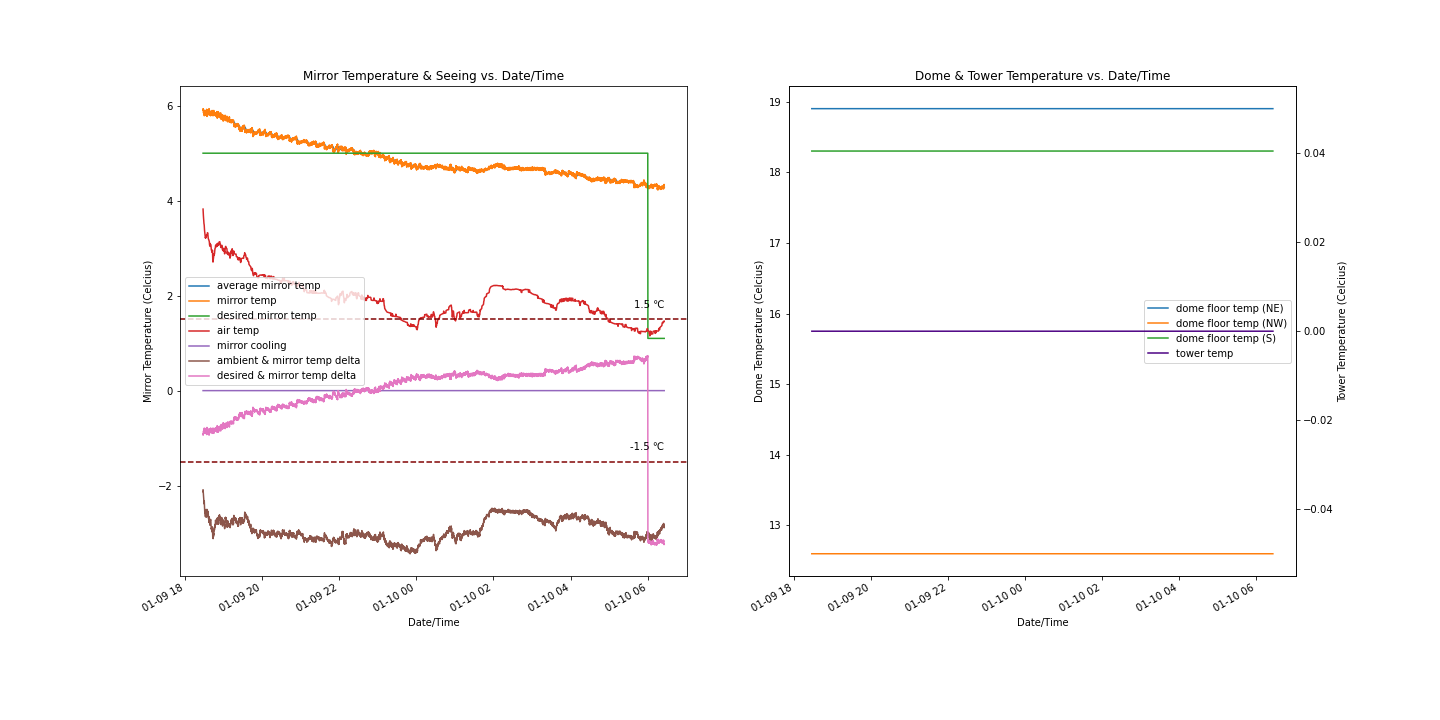 Mirror Temperature & Seeing vs. Date/Time
Mirror Temperature (Celcius)
6
4
2
0
−2
average mirror temp
mirror temp
desired mirror temp
air temp
mirror cooling
ambient & mirror temp delta
desired & mirror temp delta
1.5 °C
-1.5 °C
01-09 18
01-09 20
01-09 22
01-10 00
01-10 02
01-10 04
01-10 06
Date/Time
Dome & Tower Temperature vs. Date/Time
Dome Temperature (Celcius)
19
18
17
16
15
14
13
dome floor temp (NE)
dome floor temp (NW)
dome floor temp (S)
tower temp
0.04
0.02
0.00
−0.02
−0.04
Tower Temperature (Celcius)
01-09 18
01-09 20
01-09 22
01-10 00
01-10 02
01-10 04
01-10 06
Date/Time